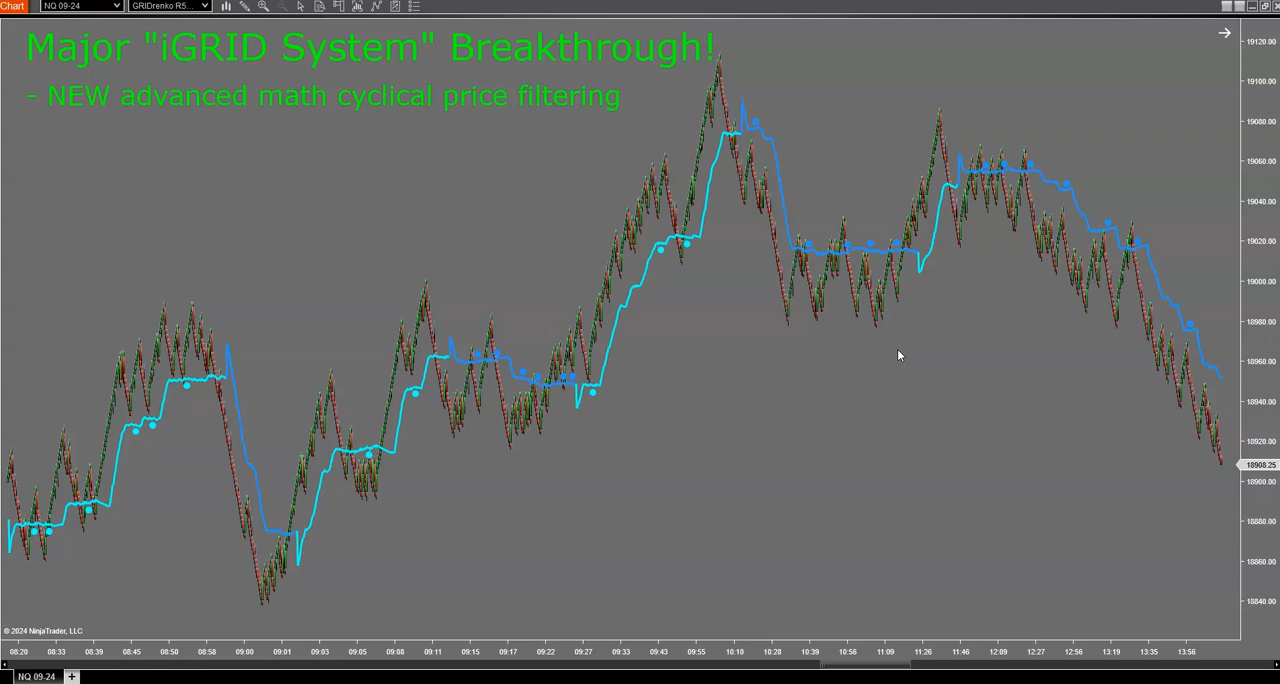 Chart
NQ 09-24
GRIDrenko R5...
Major "iGRID System" Breakthrough!
- NEW advanced math cyclical price filtering
19120.00
19100.00
19080.00
19060.00
19040.00
19020.00
19000.00
18980.00
18960.00
18940.00
18920.00
18908.25
18900.00
18880.00
18860.00
18840.00
© 2024 NinjaTrader, LLC
08:20 08:33 08:39 08:45 08:50 08:58 09:00 09:01 09:03 09:05 09:08 09:11 09:15 09:17 09:22 09:27 09:33 09:43 09:55 10:10 10:28 10:39 10:56 11:08 11:26 11:46 12:09 12:27 12:56 13:19 13:35 13:56
NQ 09-24